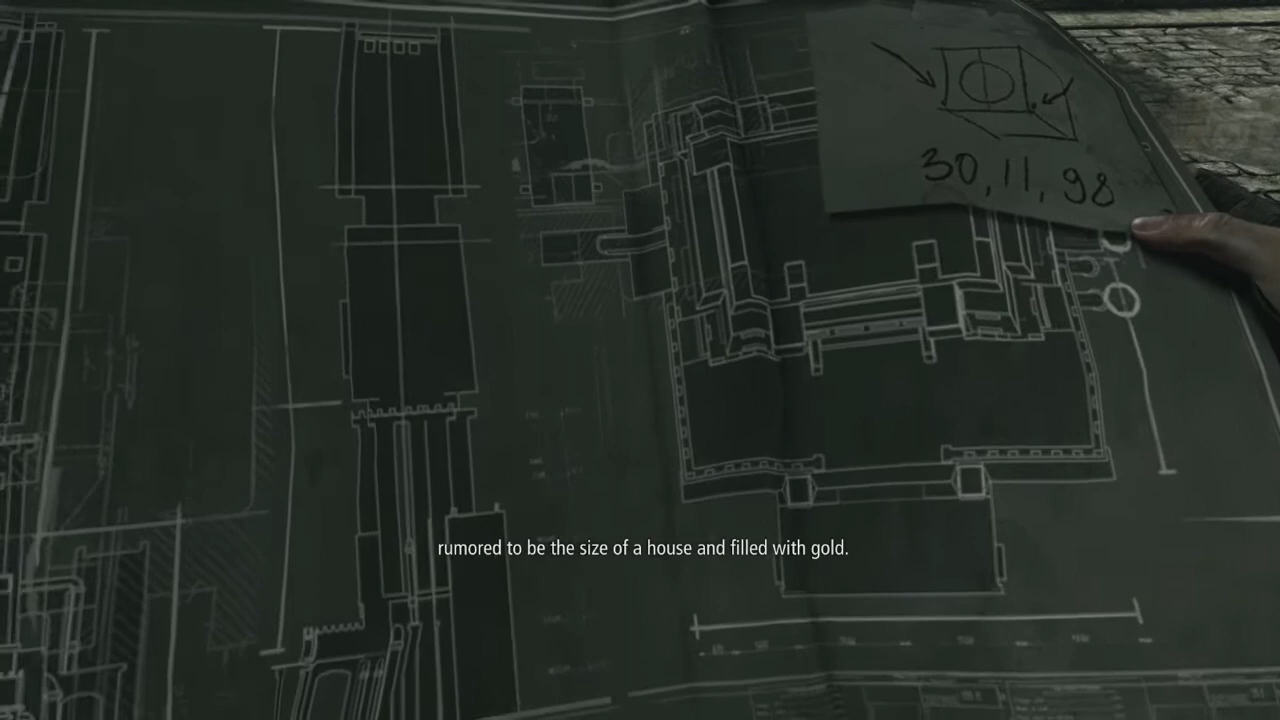 30, 11, 98
rumored to be the size of a house and filled with gold.